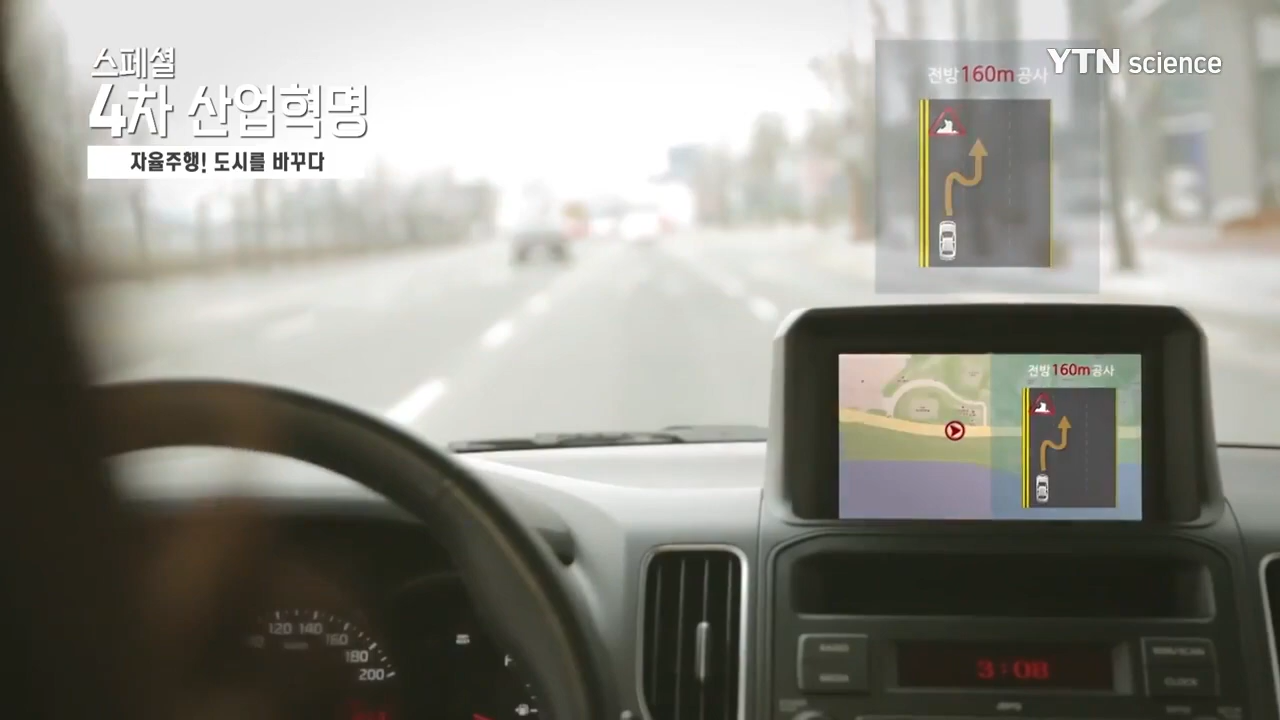 스페셜
4차 산업혁명
자율주행! 도시를 바꾸다
YTN science
전방 160m 공사
전방 160m 공사
120 140
160
180
200
3:08
CLOCK